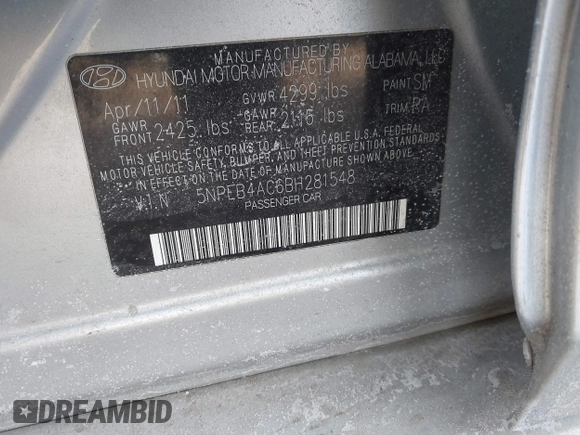 MANUFACTURED BY
HYUNDAI MOTOR MANUFACTURING ALABAMA, LLC
Apr/11/11 GVWR 4299 lbs PAINT SM
GAWR FRONT 2425 lbs GAWR REAR 2116 lbs TRIM RA
THIS VEHICLE CONFORMS TO ALL APPLICABLE U.S.A. FEDERAL
MOTOR VEHICLE SAFETY, BUMPER, AND THEFT PREVENTION STANDARDS
IN EFFECT ON THE DATE OF MANUFACTURE SHOWN ABOVE.
V.I.N 5NPEB4AC6BH281548
PASSENGER CAR
DREAMBID